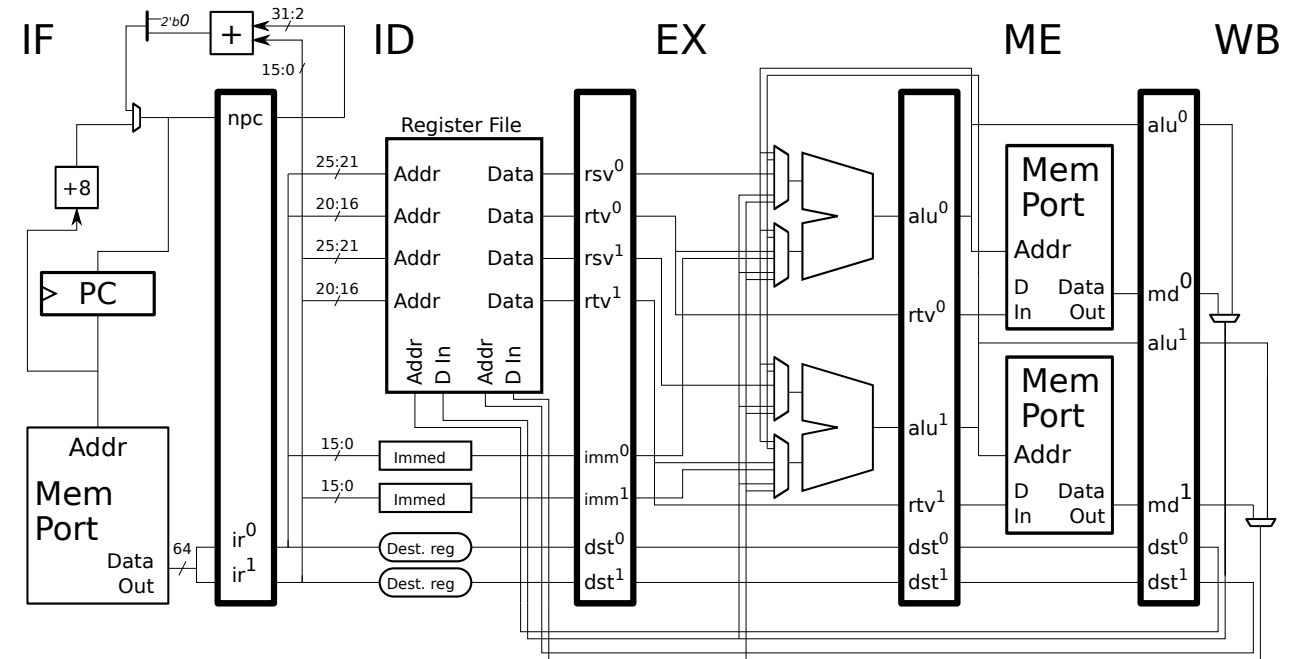 IF
ID
EX
ME
WB
2'b0
+
31:2
15:0
npc
+8
PC
Addr
Mem
Port
Data
Out
64
ir0
ir1
Register File
25:21
Addr
Data
20:16
Addr
Data
25:21
Addr
Data
20:16
Addr
Data
Addr
D In
Addr
D In
15:0
Immed
15:0
Immed
Dest. reg
Dest. reg
rsv0
rtv0
rsv1
rtv1
imm0
imm1
dst0
dst1
alu0
rtv0
alu1
rtv1
dst0
dst1
Mem
Port
Addr
D
In
Data
Out
Mem
Port
Addr
D
In
Data
Out
alu0
md0
alu1
md1
dst0
dst1